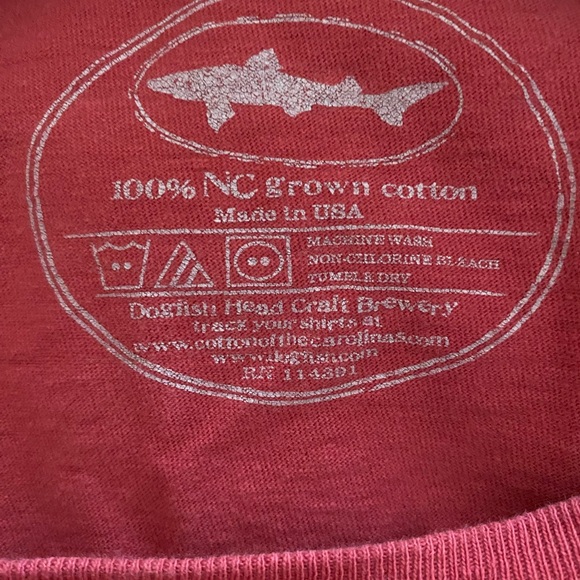 100% NC grown cotton
Made in USA
MACHINE WASH
NON-CHLORINE BLEACH
TUMBLE DRY
Dogfish Head Craft Brewery
track your shirts at
www.cottonofthecarolinas.com
www.dogfish.com
RN 114391